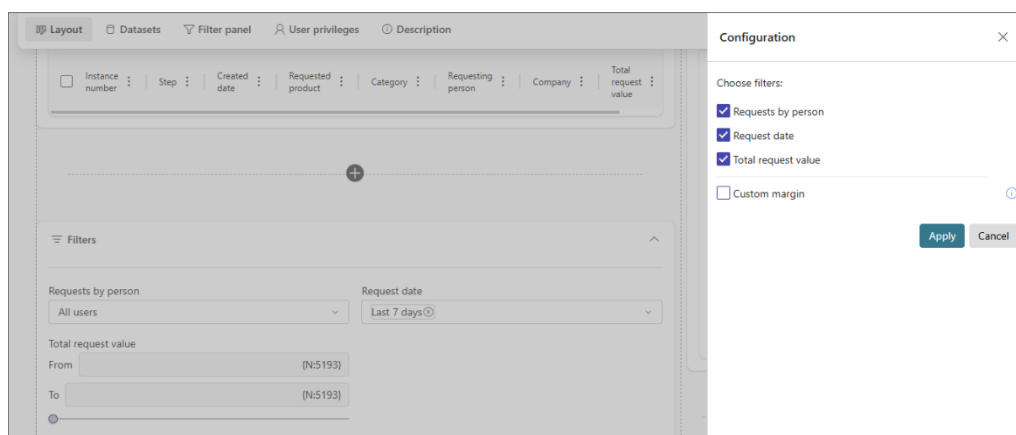 Layout Datasets Filter panel User privileges Description
Instance number Step Created date Requested product Category Requesting person Company Total request value
Filters
Requests by person Request date
All users Last 7 days
Total request value
From {N:5193}
To {N:5193}
Configuration
Choose filters:
Requests by person
Request date
Total request value
Custom margin
Apply Cancel